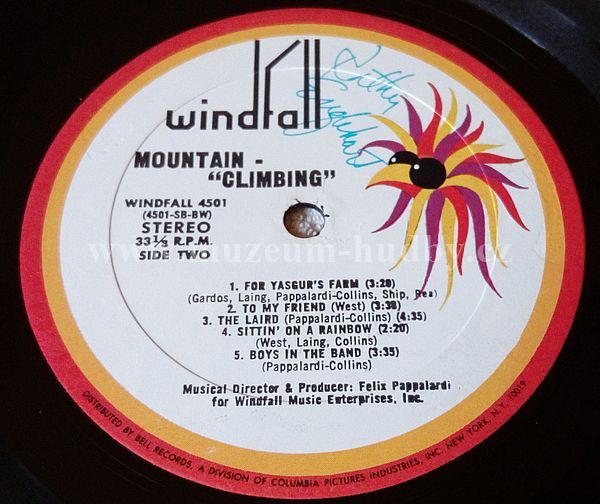 windfall
MOUNTAIN -
"CLIMBING"
WINDFALL 4501
(4501-SB-BW)
STEREO
33⅓ R.P.M.
SIDE TWO
1. FOR YASGUR'S FARM (3:20)
(Gardos, Laing, Pappalardi-Collins, Ship, Rea)
2. TO MY FRIEND (West) (3:38)
3. THE LAIRD (Pappalardi-Collins) (4:35)
4. SITTIN' ON A RAINBOW (2:20)
(West, Laing, Collins)
5. BOYS IN THE BAND (3:35)
(Pappalardi-Collins)
Musical Director & Producer: Felix Pappalardi
for Windfall Music Enterprises, Inc.
DISTRIBUTED BY BELL RECORDS, A DIVISION OF COLUMBIA PICTURES INDUSTRIES, INC. NEW YORK, N.Y. 10019